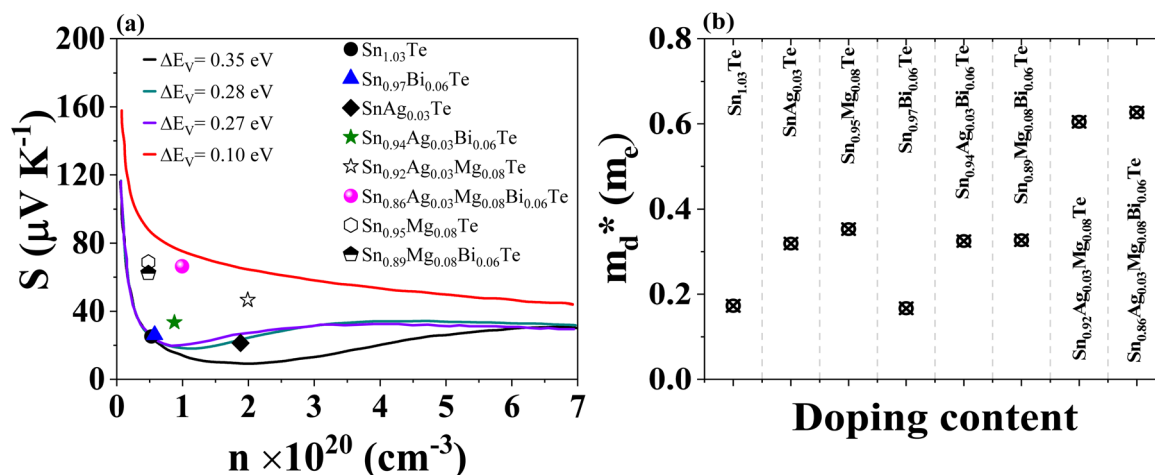 (a)
200
160
120
80
40
0
S (µV K⁻¹)
ΔE_V= 0.35 eV
ΔE_V= 0.28 eV
ΔE_V= 0.27 eV
ΔE_V= 0.10 eV
Sn₁.₀₃Te
Sn₀.₉₇Bi₀.₀₆Te
SnAg₀.₀₃Te
Sn₀.₉₄Ag₀.₀₃Bi₀.₀₆Te
Sn₀.₉₂Ag₀.₀₃Mg₀.₀₈Te
Sn₀.₈₆Ag₀.₀₃Mg₀.₀₈Bi₀.₀₆Te
Sn₀.₉₅Mg₀.₀₈Te
Sn₀.₈₉Mg₀.₀₈Bi₀.₀₆Te
0 1 2 3 4 5 6 7
n ×10²⁰ (cm⁻³)
(b)
0.8
0.6
0.4
0.2
0.0
m_d* (m_e)
Sn₁.₀₃Te
SnAg₀.₀₃Te
Sn₀.₉₅Mg₀.₀₈Te
Sn₀.₉₇Bi₀.₀₆Te
Sn₀.₉₄Ag₀.₀₃Bi₀.₀₆Te
Sn₀.₈₉Mg₀.₀₈Bi₀.₀₆Te
Sn₀.₉₂Ag₀.₀₃Mg₀.₀₈Te
Sn₀.₈₆Ag₀.₀₃Mg₀.₀₈Bi₀.₀₆Te
Doping content